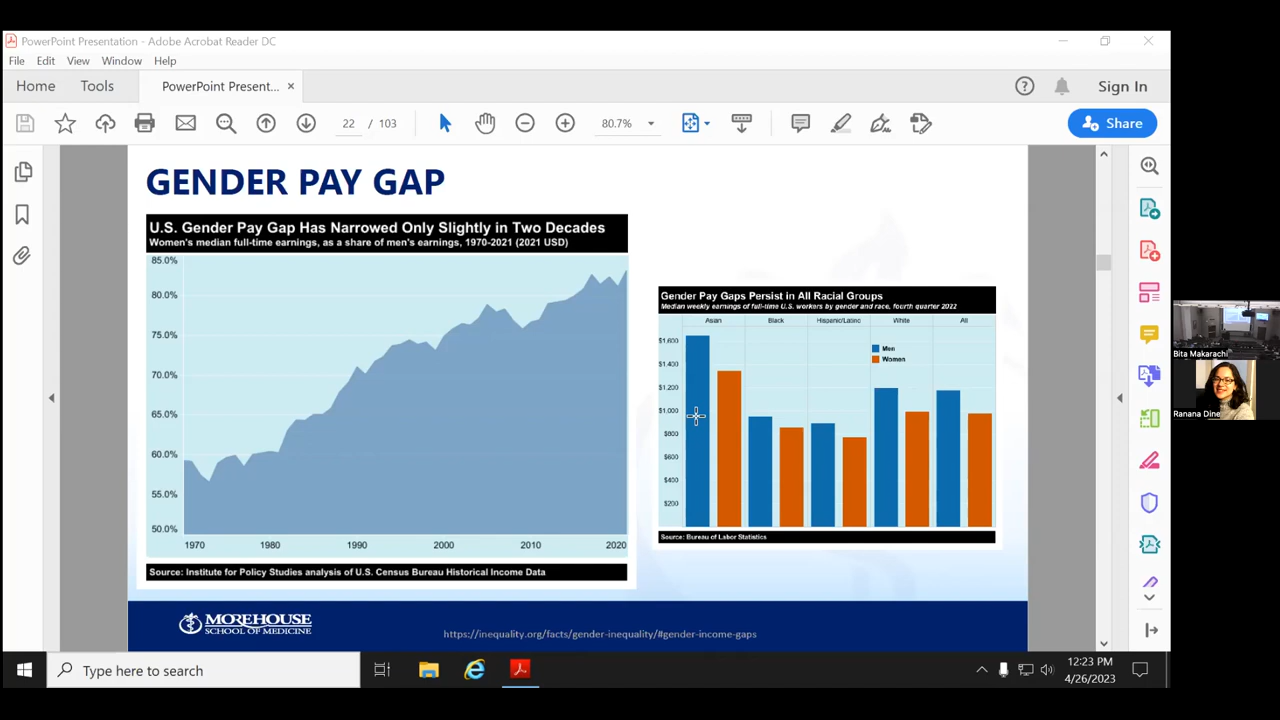 PowerPoint Presentation - Adobe Acrobat Reader DC
File Edit View Window Help
Home Tools PowerPoint Present... ×
Sign In
22 / 103
80.7%
Share
GENDER PAY GAP
U.S. Gender Pay Gap Has Narrowed Only Slightly in Two Decades
Women's median full-time earnings, as a share of men's earnings, 1970-2021 (2021 USD)
85.0%
80.0%
75.0%
70.0%
65.0%
60.0%
55.0%
50.0%
1970 1980 1990 2000 2010 2020
Source: Institute for Policy Studies analysis of U.S. Census Bureau Historical Income Data
Gender Pay Gaps Persist in All Racial Groups
Median weekly earnings of full-time U.S. workers by gender and race, fourth quarter 2022
Asian Black Hispanic/Latinc White All
Men
Women
$1,600
$1,400
$1,200
$1,000
$800
$600
$400
$200
Source: Bureau of Labor Statistics
MOREHOUSE
SCHOOL OF MEDICINE
https://inequality.org/facts/gender-inequality/#gender-income-gaps
Bita Makarachi
Ranana Dine
Type here to search
12:23 PM
4/26/2023